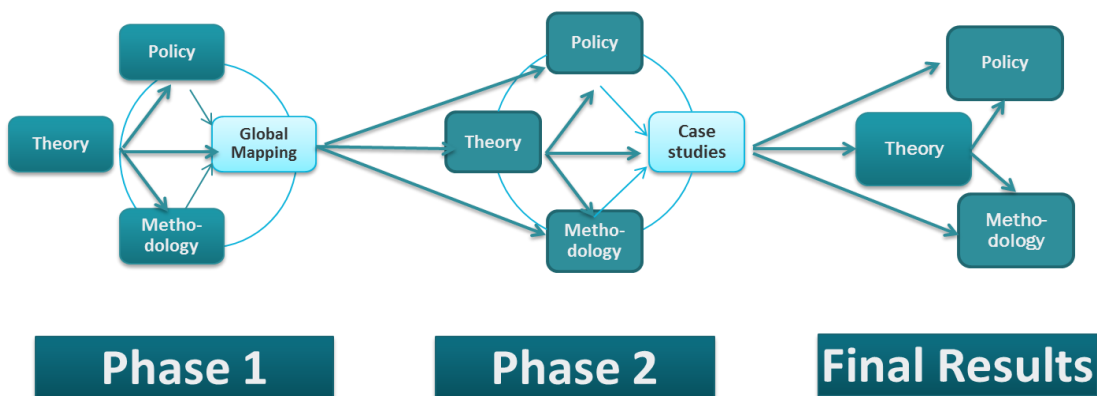 Policy
Theory
Global
Mapping
Metho-
dology
Policy
Theory
Case
studies
Metho-
dology
Policy
Theory
Metho-
dology
Phase 1
Phase 2
Final Results